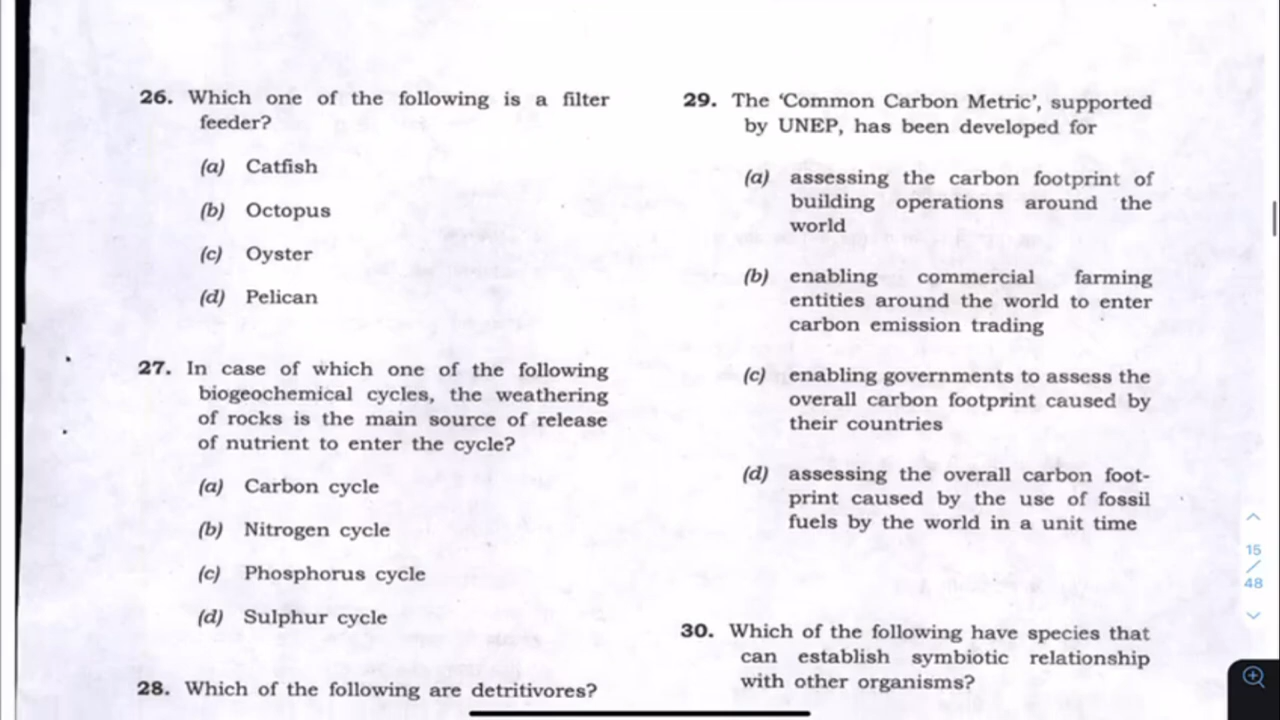 26. Which one of the following is a filter
feeder?
(a) Catfish
(b) Octopus
(c) Oyster
(d) Pelican
27. In case of which one of the following
biogeochemical cycles, the weathering
of rocks is the main source of release
of nutrient to enter the cycle?
(a) Carbon cycle
(b) Nitrogen cycle
(c) Phosphorus cycle
(d) Sulphur cycle
28. Which of the following are detritivores?
29. The ‘Common Carbon Metric’, supported
by UNEP, has been developed for
(a) assessing the carbon footprint of
building operations around the
world
(b) enabling commercial farming
entities around the world to enter
carbon emission trading
(c) enabling governments to assess the
overall carbon footprint caused by
their countries
(d) assessing the overall carbon foot-
print caused by the use of fossil
fuels by the world in a unit time
30. Which of the following have species that
can establish symbiotic relationship
with other organisms?
15
/
48